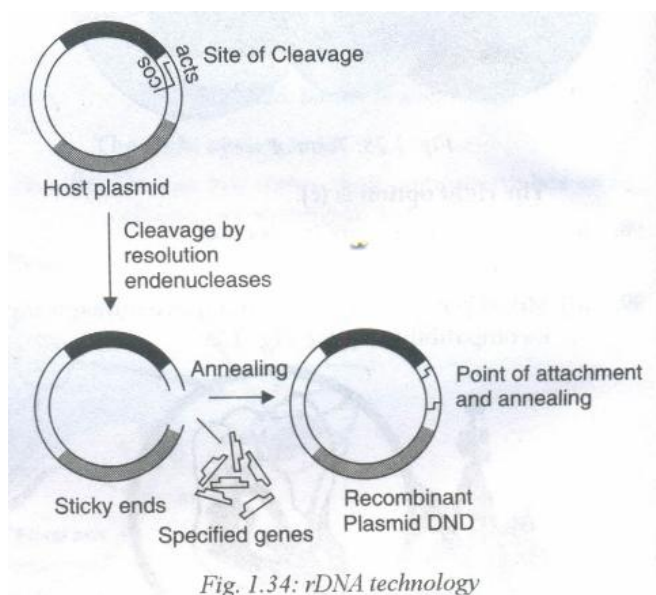 acts
cos
Site of Cleavage
Host plasmid
Cleavage by
resolution
endenucleases
Annealing
Point of attachment
and annealing
Sticky ends
Specified genes
Recombinant
Plasmid DND
Fig. 1.34: rDNA technology